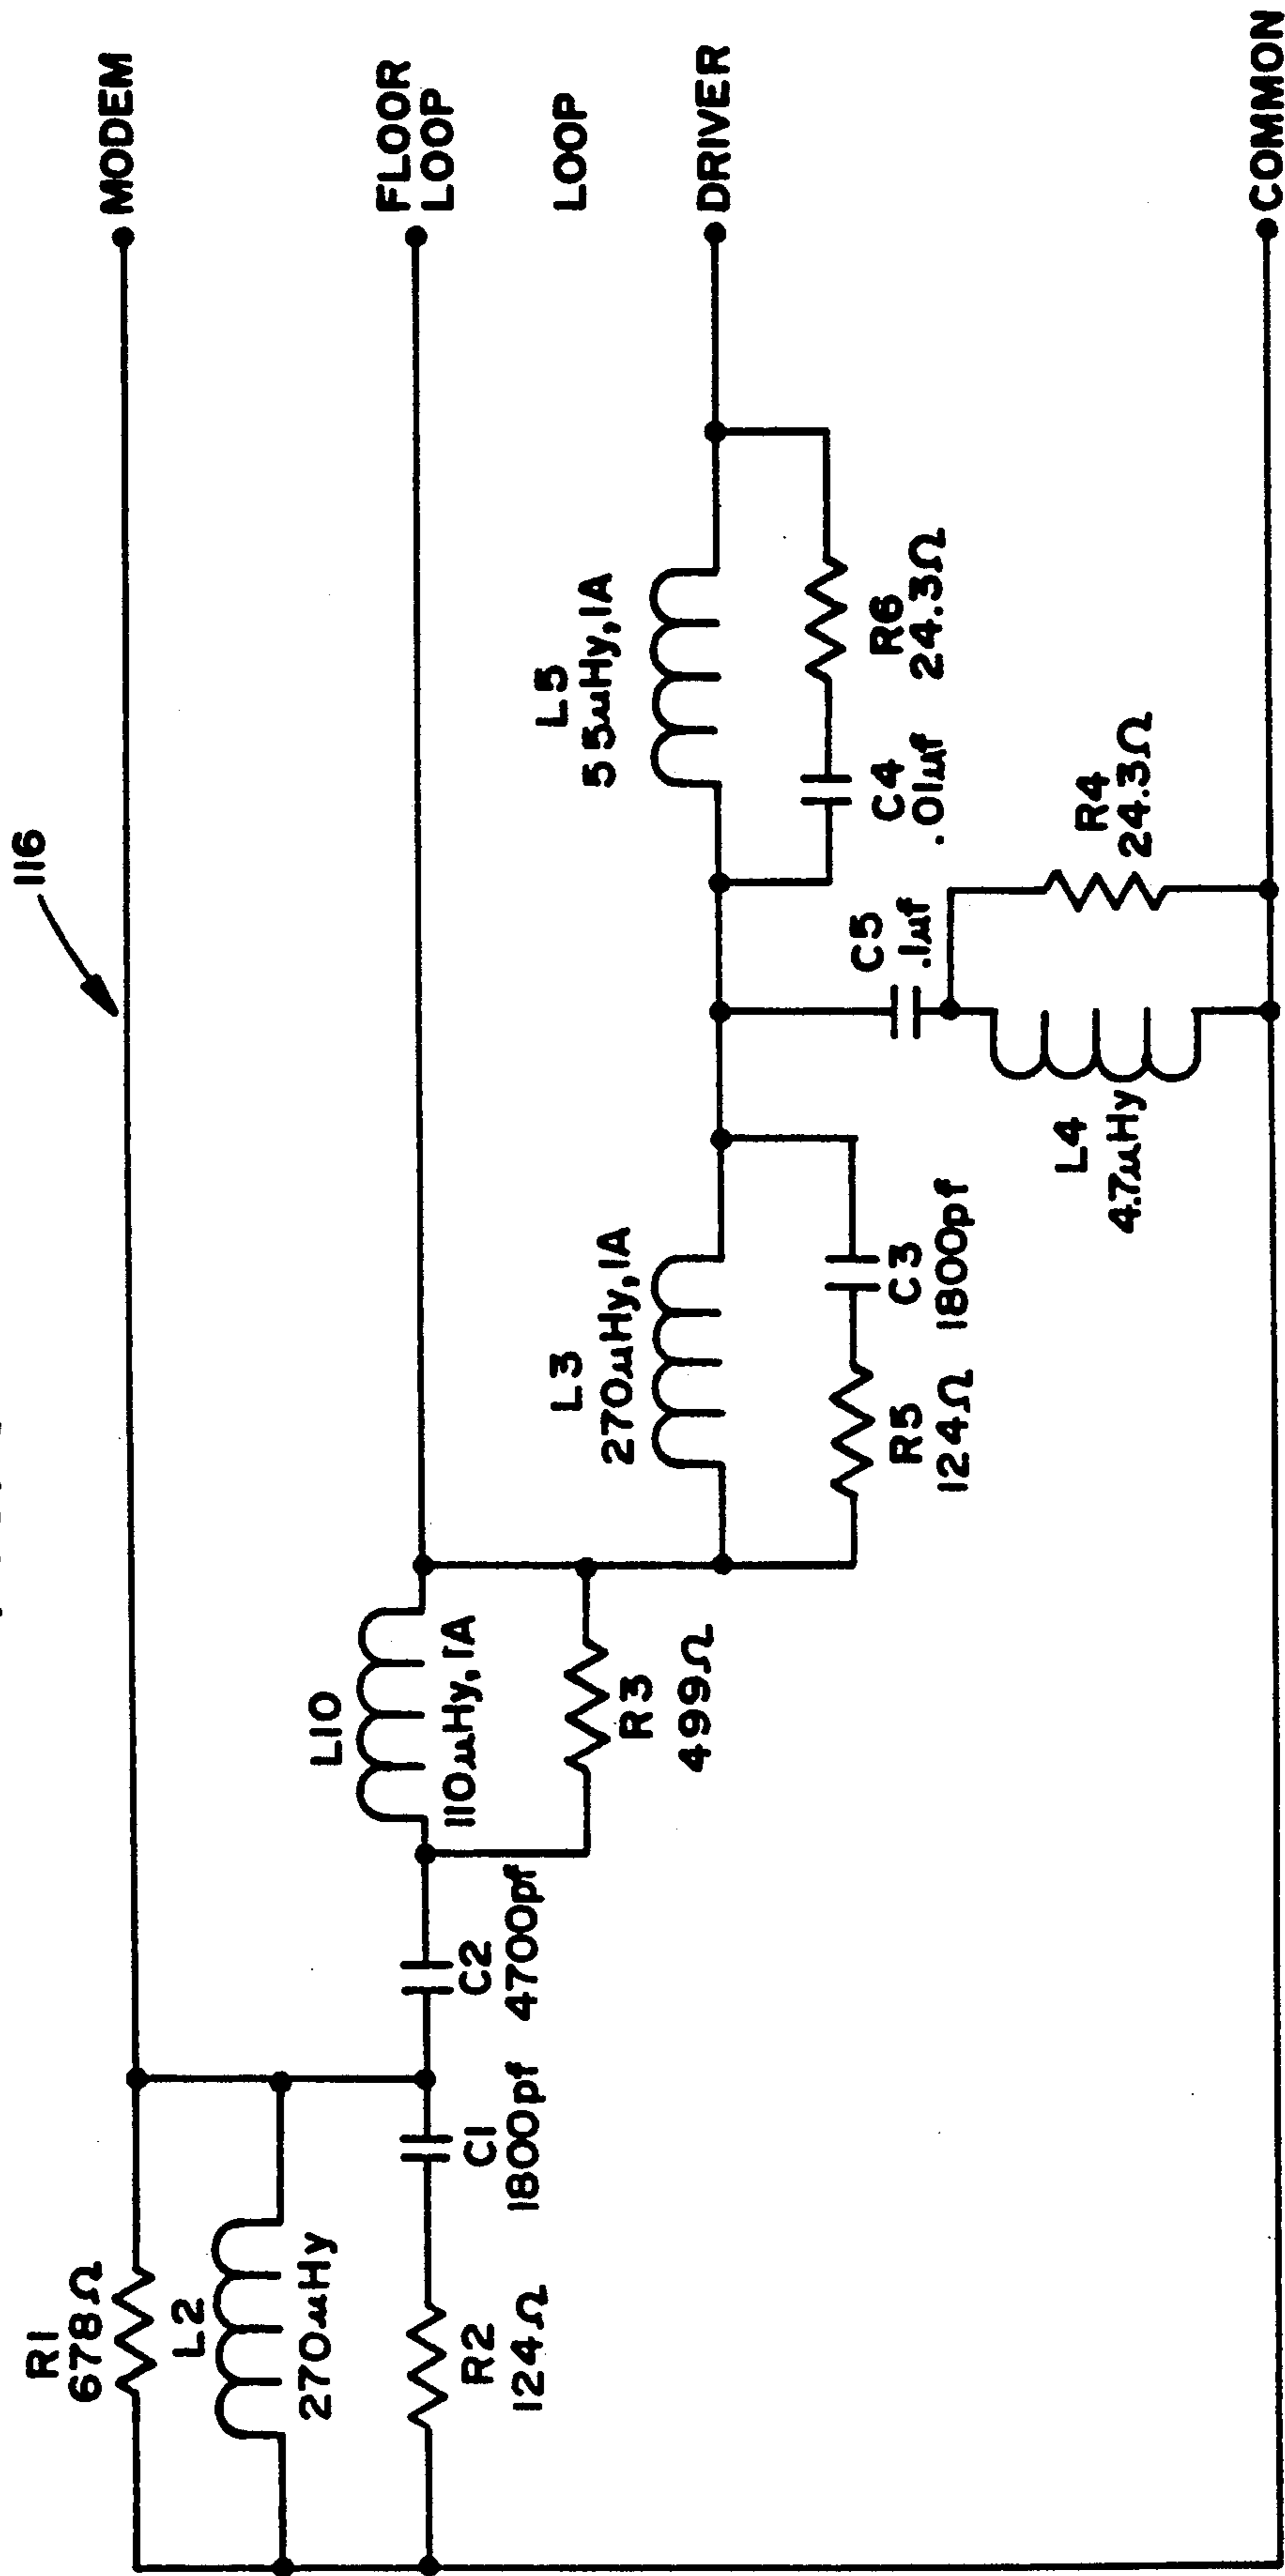 116
R1
678Ω
MODEM
L2
270µHy
L10
110µHy, 1A
FLOOR
LOOP
R2
124Ω
C1
1800pf
C2
4700pf
R3
499Ω
LOOP
L3
270µHy, 1A
L5
55µHy, 1A
DRIVER
R5
124Ω
C3
1800pf
C5
.1µf
C4
.01µf
R6
24.3Ω
L4
4.7µHy
R4
24.3Ω
COMMON